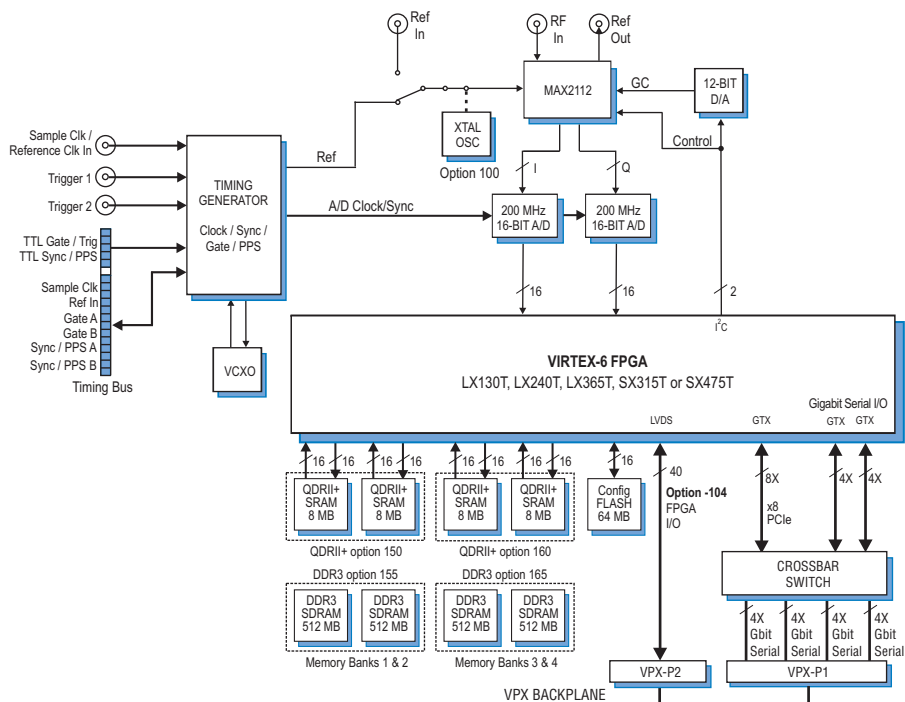 Ref
In
RF
In
Ref
Out
MAX2112
GC
12-BIT
D/A
Control
XTAL
OSC
Option 100
Sample Clk /
Reference Clk In
Trigger 1
Trigger 2
TTL Gate / Trig
TTL Sync / PPS
Sample Clk
Ref In
Gate A
Gate B
Sync / PPS A
Sync / PPS B
Timing Bus
TIMING
GENERATOR
Clock / Sync /
Gate / PPS
VCXO
Ref
A/D Clock/Sync
I
Q
200 MHz
16-BIT A/D
200 MHz
16-BIT A/D
16
16
2
I2C
VIRTEX-6 FPGA
LX130T, LX240T, LX365T, SX315T or SX475T
LVDS
GTX
Gigabit Serial I/O
GTX
GTX
16
16
16
16
16
16
16
16
16
40
8X
4X
4X
QDRII+
SRAM
8 MB
QDRII+
SRAM
8 MB
QDRII+ option 150
QDRII+
SRAM
8 MB
QDRII+
SRAM
8 MB
QDRII+ option 160
Config
FLASH
64 MB
Option -104
FPGA
I/O
x8
PCIe
DDR3 option 155
DDR3
SDRAM
512 MB
DDR3
SDRAM
512 MB
Memory Banks 1 & 2
DDR3 option 165
DDR3
SDRAM
512 MB
DDR3
SDRAM
512 MB
Memory Banks 3 & 4
CROSSBAR
SWITCH
4X
Gbit
Serial
4X
Gbit
Serial
4X
Gbit
Serial
4X
Gbit
Serial
VPX-P2
VPX-P1
VPX BACKPLANE